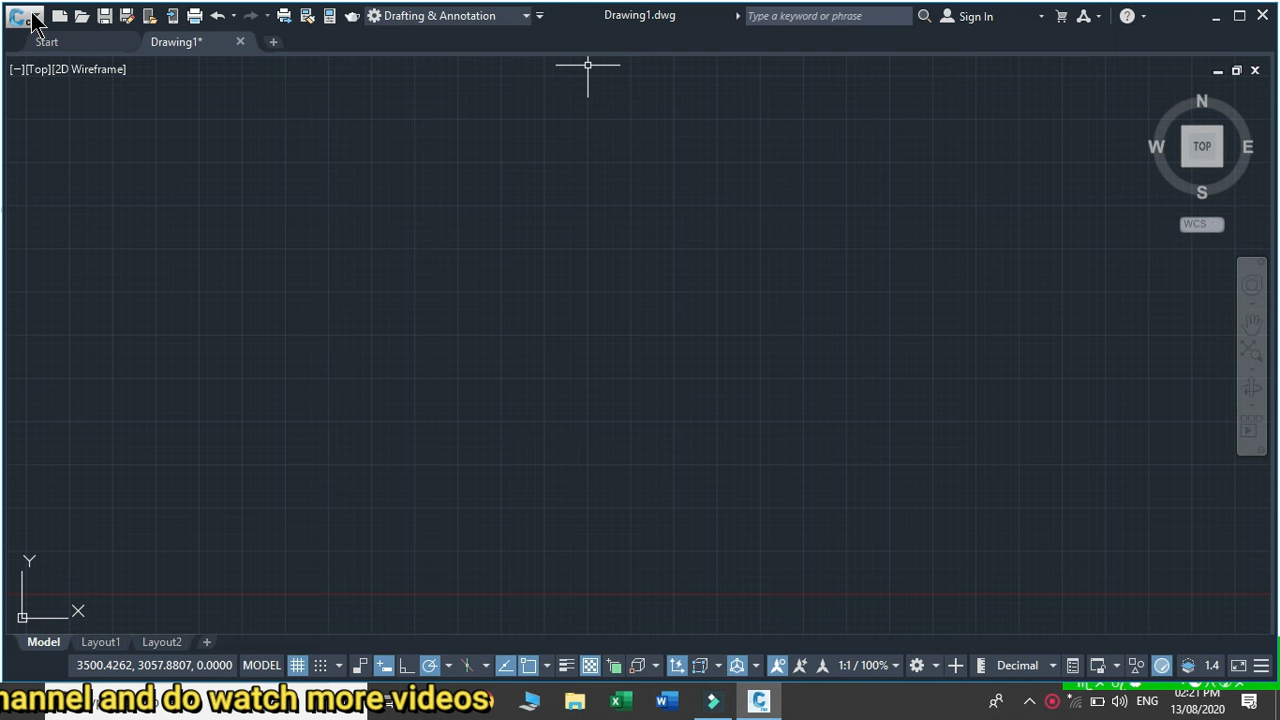 Drafting & Annotation
Drawing1.dwg
Type a keyword or phrase
Sign In
Start
Drawing1*
[−][Top][2D Wireframe]
N
W
TOP
E
S
WCS
Y
X
Model
Layout1
Layout2
3500.4262, 3057.8807, 0.0000
MODEL
1:1 / 100%
Decimal
1.4
hannel and do watch more videos
ENG
02:21 PM
13/08/2020